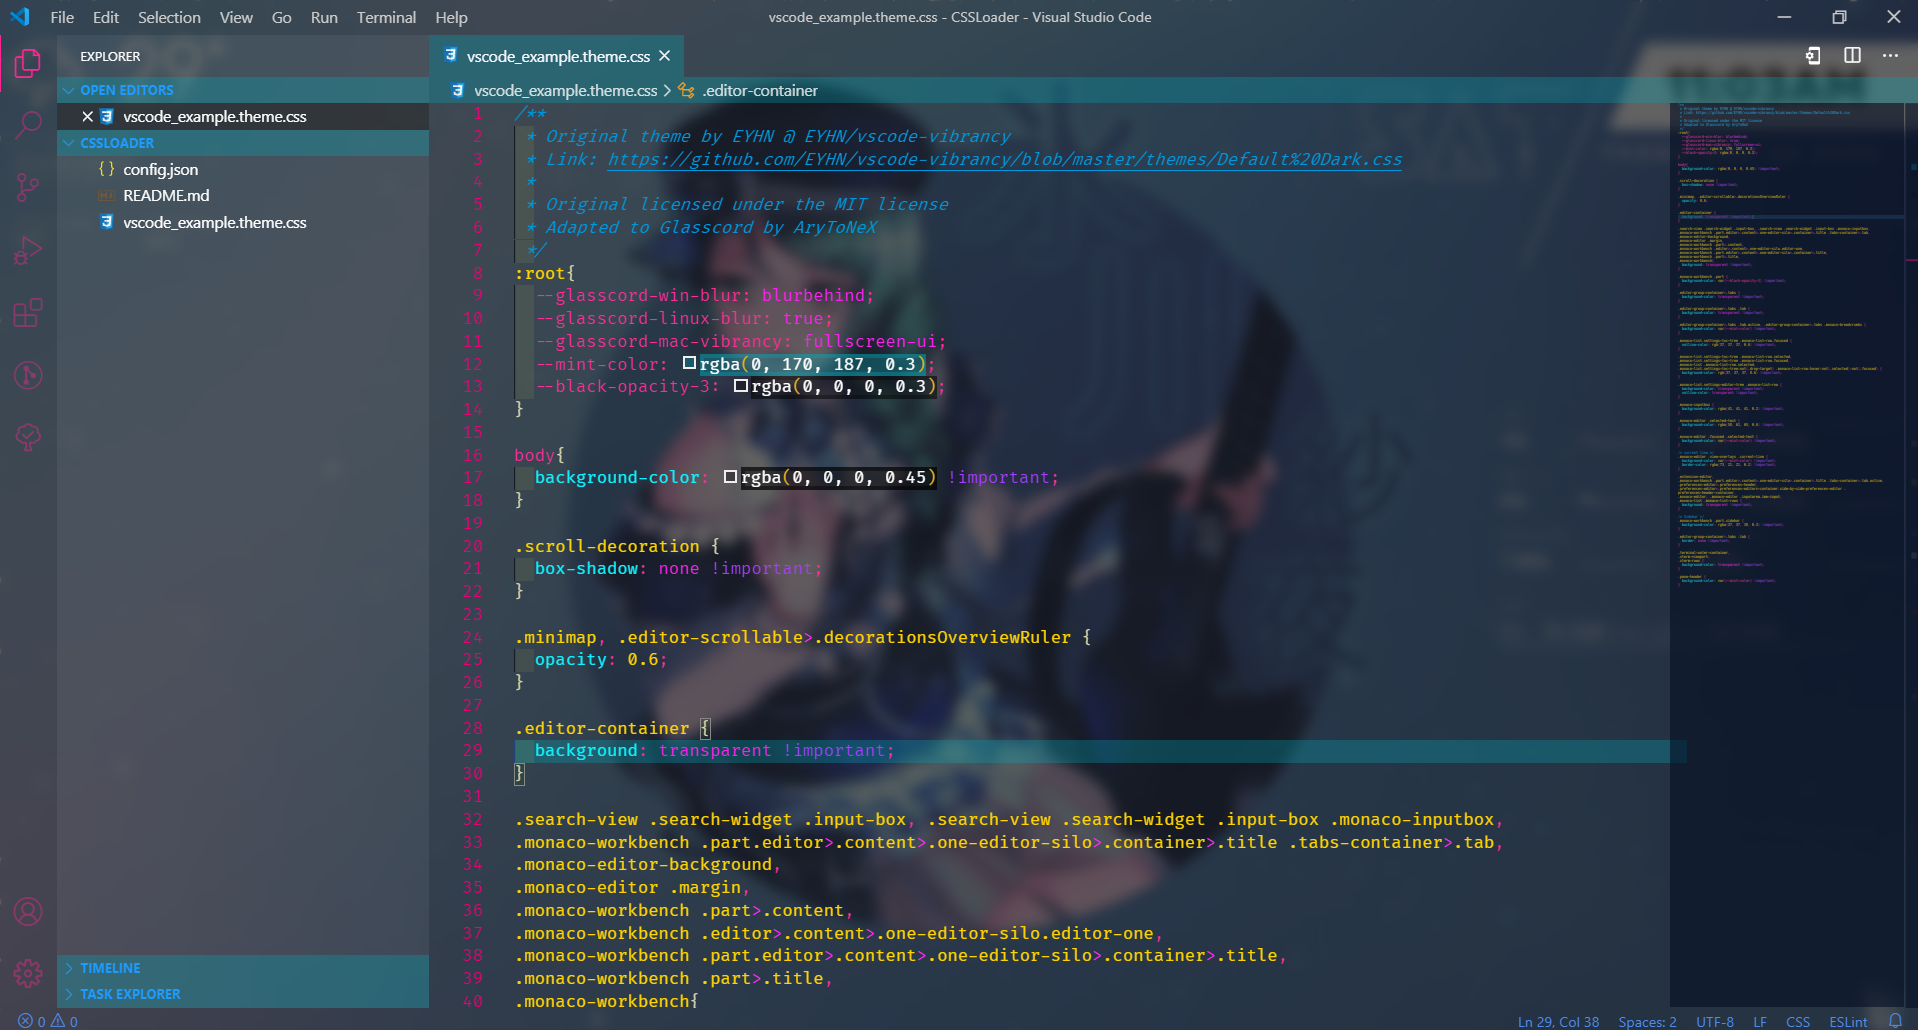 File Edit Selection View Go Run Terminal Help
vscode_example.theme.css - CSSLoader - Visual Studio Code
EXPLORER
OPEN EDITORS
vscode_example.theme.css
CSSLOADER
config.json
README.md
vscode_example.theme.css
TIMELINE
TASK EXPLORER
vscode_example.theme.css
11:03AM
vscode_example.theme.css > .editor-container
1 /**
2 * Original theme by EYHN @ EYHN/vscode-vibrancy
3 * Link: https://github.com/EYHN/vscode-vibrancy/blob/master/themes/Default%20Dark.css
4 *
5 * Original licensed under the MIT license
6 * Adapted to Glasscord by AryToNeX
7 */
8 :root{
9 --glasscord-win-blur: blurbehind;
10 --glasscord-linux-blur: true;
11 --glasscord-mac-vibrancy: fullscreen-ui;
12 --mint-color: rgba(0, 170, 187, 0.3);
13 --black-opacity-3: rgba(0, 0, 0, 0.3);
14 }
15
16 body{
17 background-color: rgba(0, 0, 0, 0.45) !important;
18 }
19
20 .scroll-decoration {
21 box-shadow: none !important;
22 }
23
24 .minimap, .editor-scrollable>.decorationsOverviewRuler {
25 opacity: 0.6;
26 }
27
28 .editor-container {
29 background: transparent !important;
30 }
31
32 .search-view .search-widget .input-box, .search-view .search-widget .input-box .monaco-inputbox,
33 .monaco-workbench .part.editor>.content>.one-editor-silo>.container>.title .tabs-container>.tab,
34 .monaco-editor-background,
35 .monaco-editor .margin,
36 .monaco-workbench .part>.content,
37 .monaco-workbench .editor>.content>.one-editor-silo.editor-one,
38 .monaco-workbench .part.editor>.content>.one-editor-silo>.container>.title,
39 .monaco-workbench .part>.title,
40 .monaco-workbench{
0 0
Ln 29, Col 38 Spaces: 2 UTF-8 LF CSS ESLint